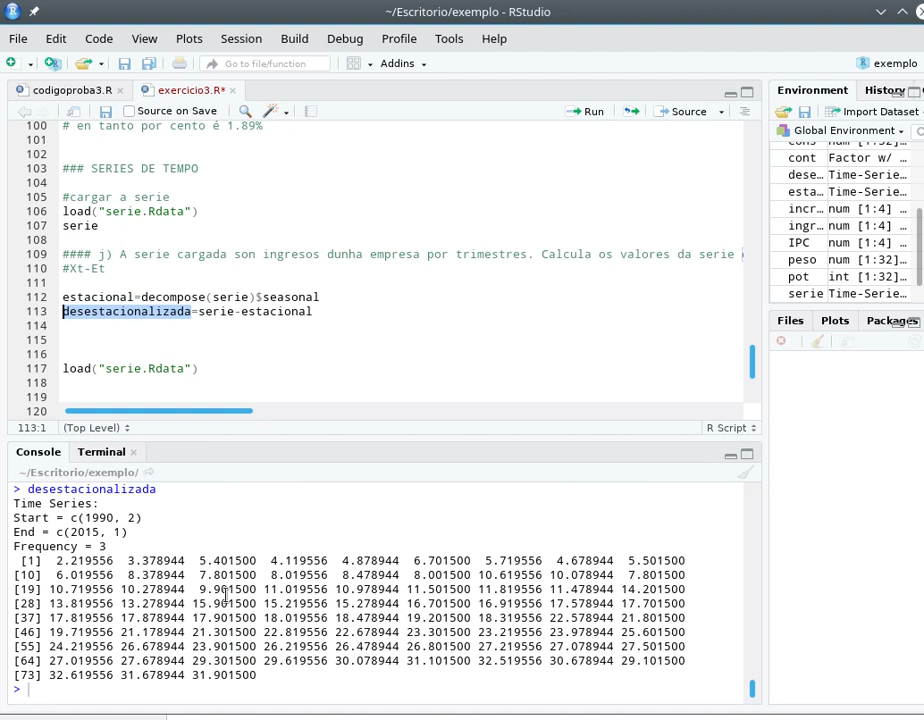 ~/Escritorio/exemplo - RStudio
File Edit Code View Plots Session Build Debug Profile Tools Help
Go to file/function Addins exemplo
codigoproba3.R × exercicio3.R* ×
Source on Save Run Source
100 # en tanto por cento é 1.89%
101
102
103 ### SERIES DE TEMPO
104
105 #cargar a serie
106 load("serie.Rdata")
107 serie
108
109 #### j) A serie cargada son ingresos dunha empresa por trimestres. Calcula os valores da serie
110 #Xt-Et
111
112 estacional=decompose(serie)$seasonal
113 desestacionalizada=serie-estacional
114
115
116
117 load("serie.Rdata")
118
119
120
113:1 (Top Level) R Script
Console Terminal ×
~/Escritorio/exemplo/
> desestacionalizada
Time Series:
Start = c(1990, 2)
End = c(2015, 1)
Frequency = 3
[1] 2.219556 3.378944 5.401500 4.119556 4.878944 6.701500 5.719556 4.678944 5.501500
[10] 6.019556 8.378944 7.801500 8.019556 8.478944 8.001500 10.619556 10.078944 7.801500
[19] 10.719556 10.278944 9.901500 11.019556 10.978944 11.501500 11.819556 11.478944 14.201500
[28] 13.819556 13.278944 15.901500 15.219556 15.278944 16.701500 16.919556 17.578944 17.701500
[37] 17.819556 17.878944 17.901500 18.019556 18.478944 19.201500 18.319556 22.578944 21.801500
[46] 19.719556 21.178944 21.301500 22.819556 22.678944 23.301500 23.219556 23.978944 25.601500
[55] 24.219556 26.678944 23.901500 26.219556 26.478944 26.801500 27.219556 27.078944 27.501500
[64] 27.019556 27.678944 29.301500 29.619556 30.078944 31.101500 32.519556 30.678944 29.101500
[73] 32.619556 31.678944 31.901500
>
Environment History
Import Dataset
Global Environment
cont Factor w/ …
dese… Time-Serie…
esta… Time-Serie…
incr… num [1:4] …
ingr… num [1:4] …
IPC num [1:4] …
peso num [1:32]…
pot int [1:32]…
serie Time-Serie…
Files Plots Packages